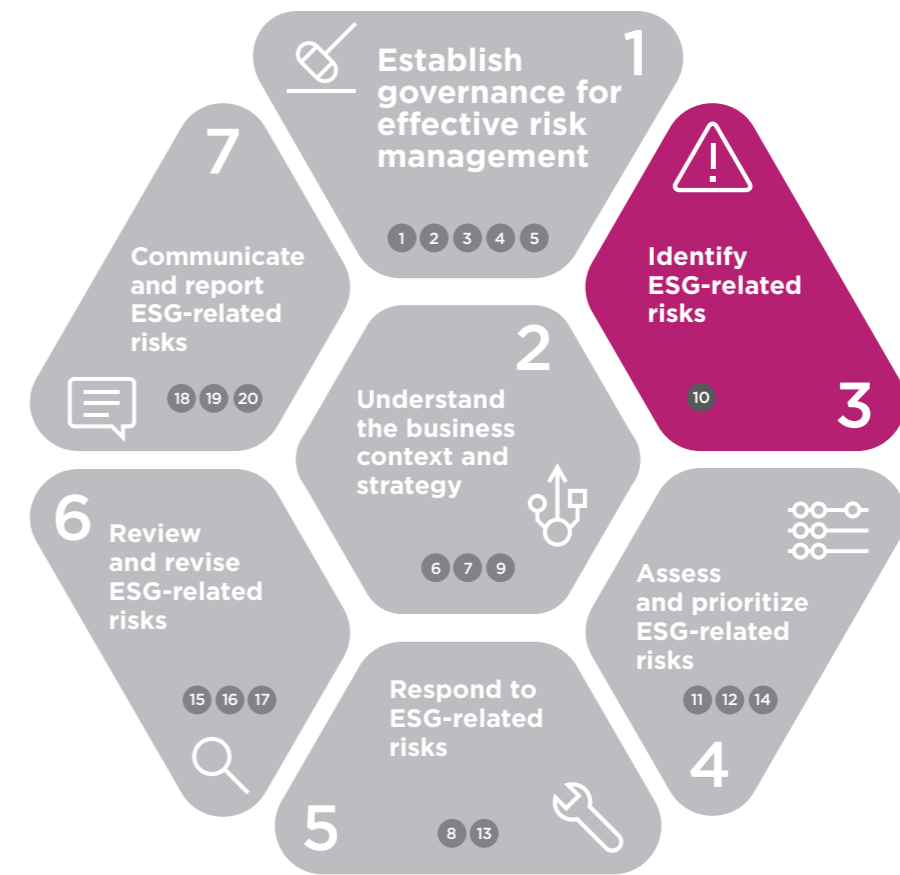 1
Establish
governance for
effective risk
management
1 2 3 4 5
2
Understand
the business
context and
strategy
6 7 9
Identify
ESG-related
risks
10
3
Assess
and prioritize
ESG-related
risks
11 12 14
4
Respond to
ESG-related
risks
5
8 13
6
Review
and revise
ESG-related
risks
15 16 17
7
Communicate
and report
ESG-related
risks
18 19 20